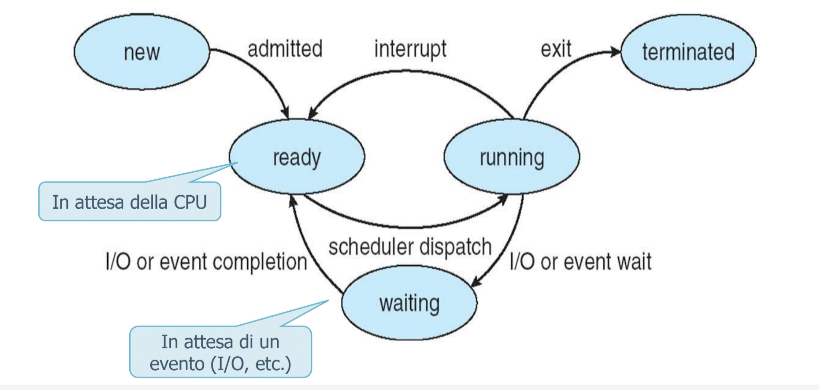 new
admitted
interrupt
exit
terminated
ready
running
In attesa della CPU
scheduler dispatch
I/O or event completion
I/O or event wait
waiting
In attesa di un
evento (I/O, etc.)